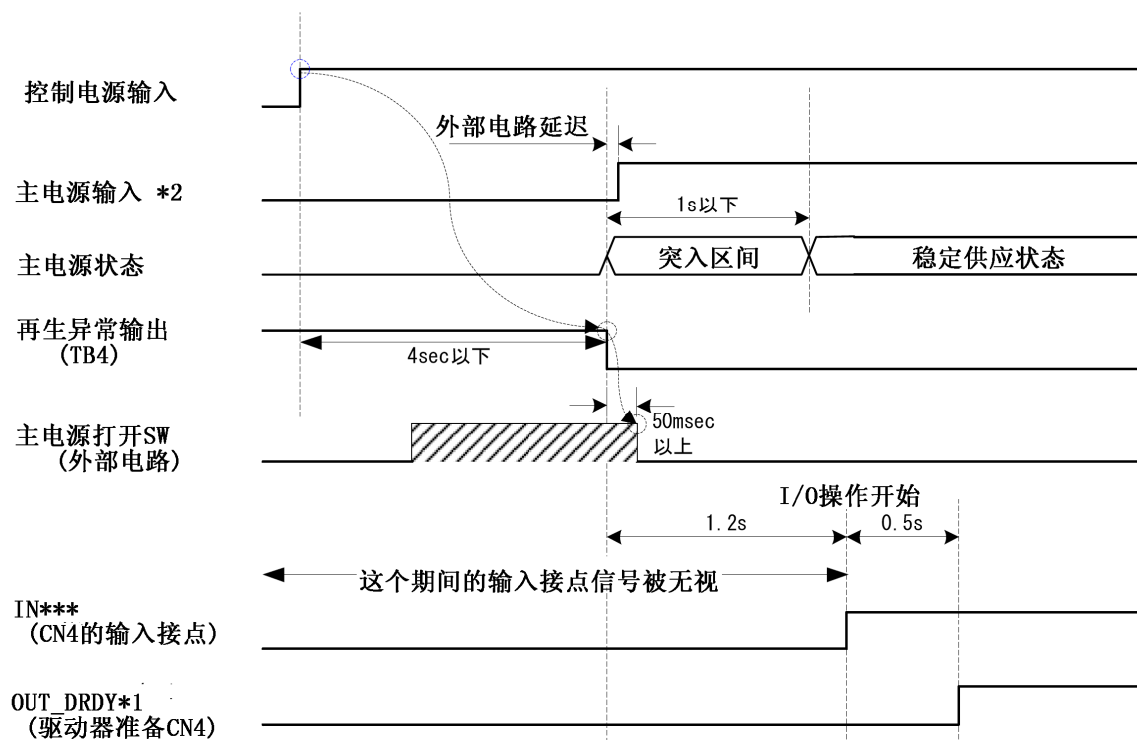 控制电源输入
外部电路延迟
主电源输入 *2
1s以下
主电源状态
突入区间
稳定供应状态
再生异常输出
(TB4)
4sec以下
主电源打开SW
(外部电路)
50msec
以上
I/O操作开始
1.2s
0.5s
这个期间的输入接点信号被无视
IN***
(CN4的输入接点)
OUT_DRDY*1
(驱动器准备CN4)